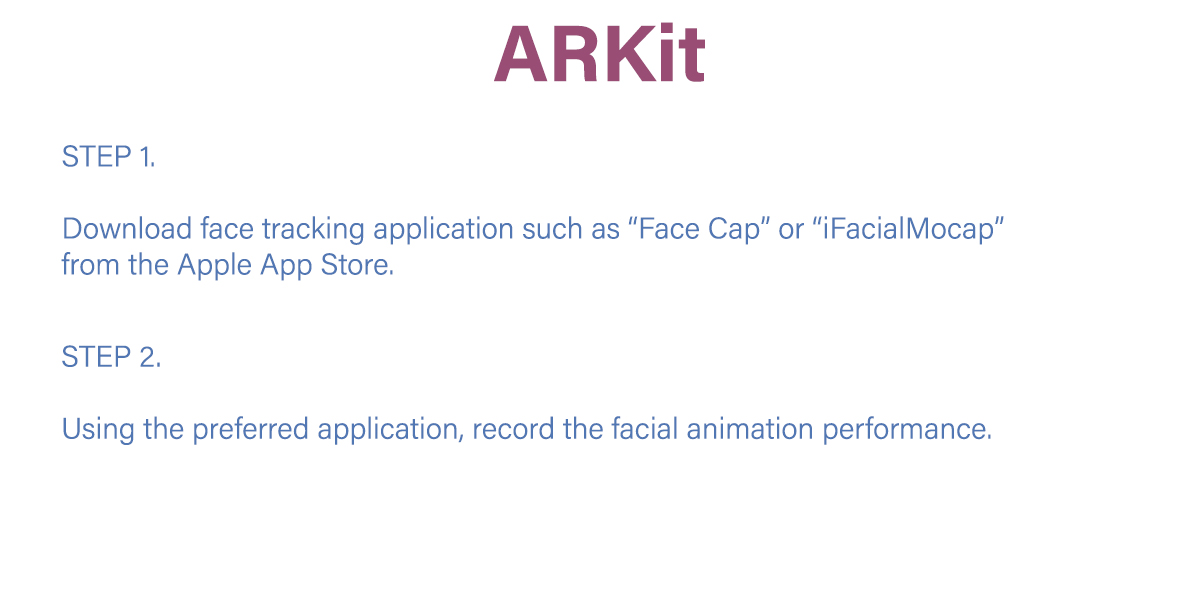 ARKit
STEP 1.
Download face tracking application such as “Face Cap” or “iFacialMocap”
from the Apple App Store.
STEP 2.
Using the preferred application, record the facial animation performance.